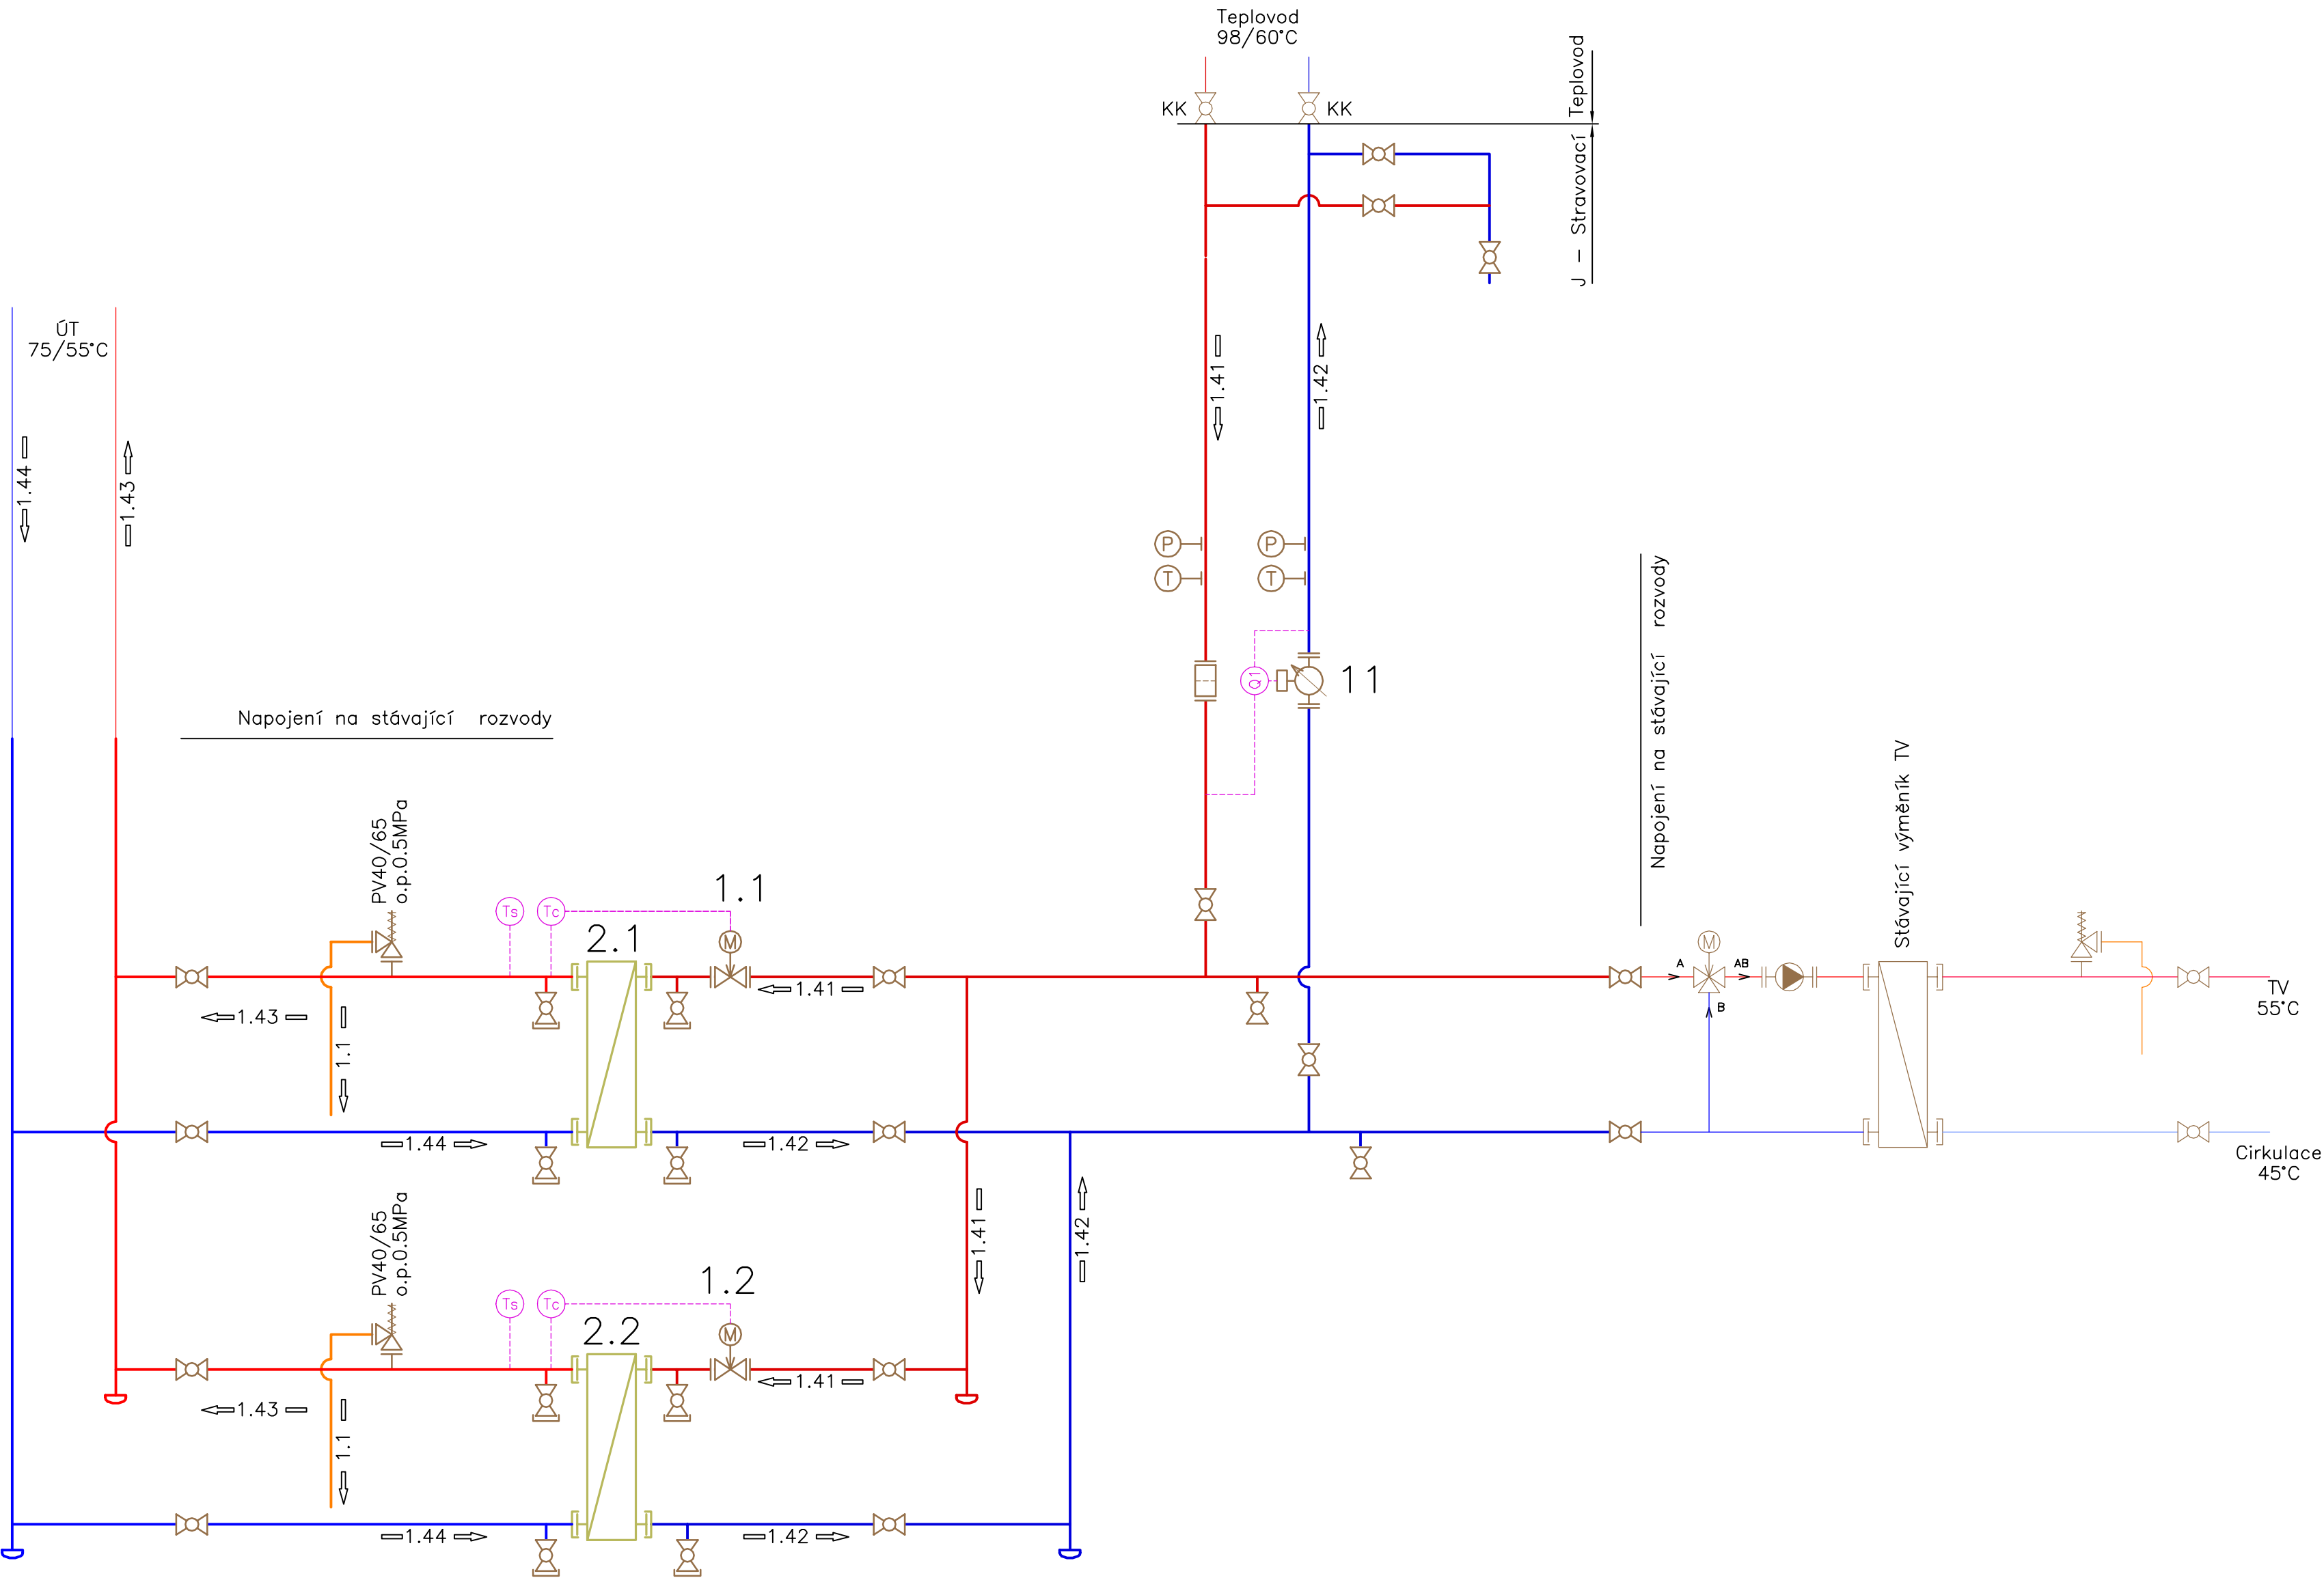 Teplovod
98/60°C
KK
KK
Teplovod
J - Stravovací
ÚT
75/55°C
1.44
1.43
1.41
1.42
P
P
T
T
Q1
11
Napojení na stávající rozvody
Napojení na stávající rozvody
Stávající výměník TV
PV40/65
o.p.0.5MPa
Ts
Tc
1.1
2.1
M
M
A
AB
B
1.41
1.43
1.1
TV
55°C
1.44
1.42
Cirkulace
45°C
PV40/65
o.p.0.5MPa
1.41
1.42
Ts
Tc
1.2
2.2
M
1.41
1.43
1.1
1.44
1.42